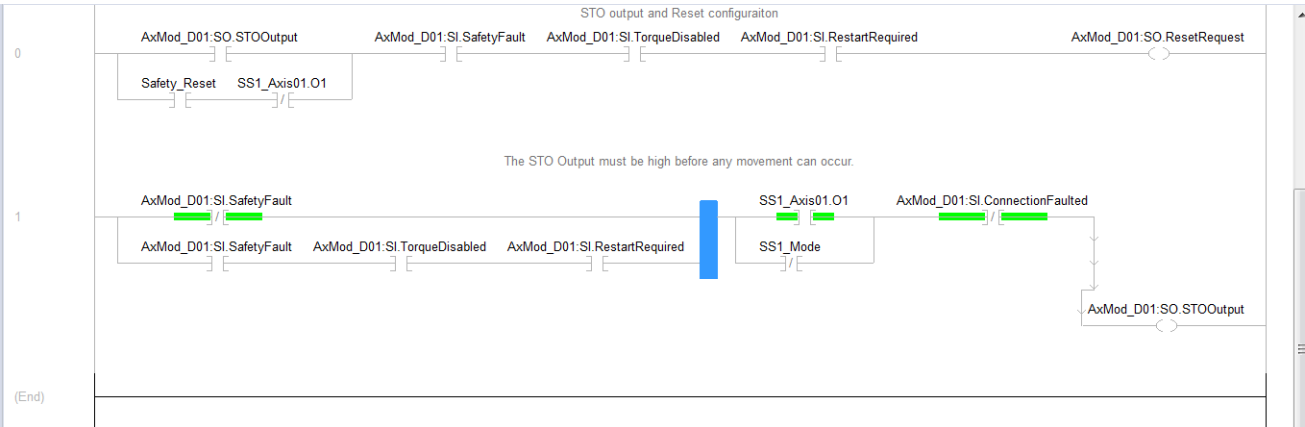 STO output and Reset configuraiton
AxMod_D01:SO.STOOutput AxMod_D01:SI.SafetyFault AxMod_D01:SI.TorqueDisabled AxMod_D01:SI.RestartRequired AxMod_D01:SO.ResetRequest
0
Safety_Reset SS1_Axis01.O1
The STO Output must be high before any movement can occur.
AxMod_D01:SI.SafetyFault SS1_Axis01.O1 AxMod_D01:SI.ConnectionFaulted
1
AxMod_D01:SI.SafetyFault AxMod_D01:SI.TorqueDisabled AxMod_D01:SI.RestartRequired SS1_Mode
AxMod_D01:SO.STOOutput
(End)